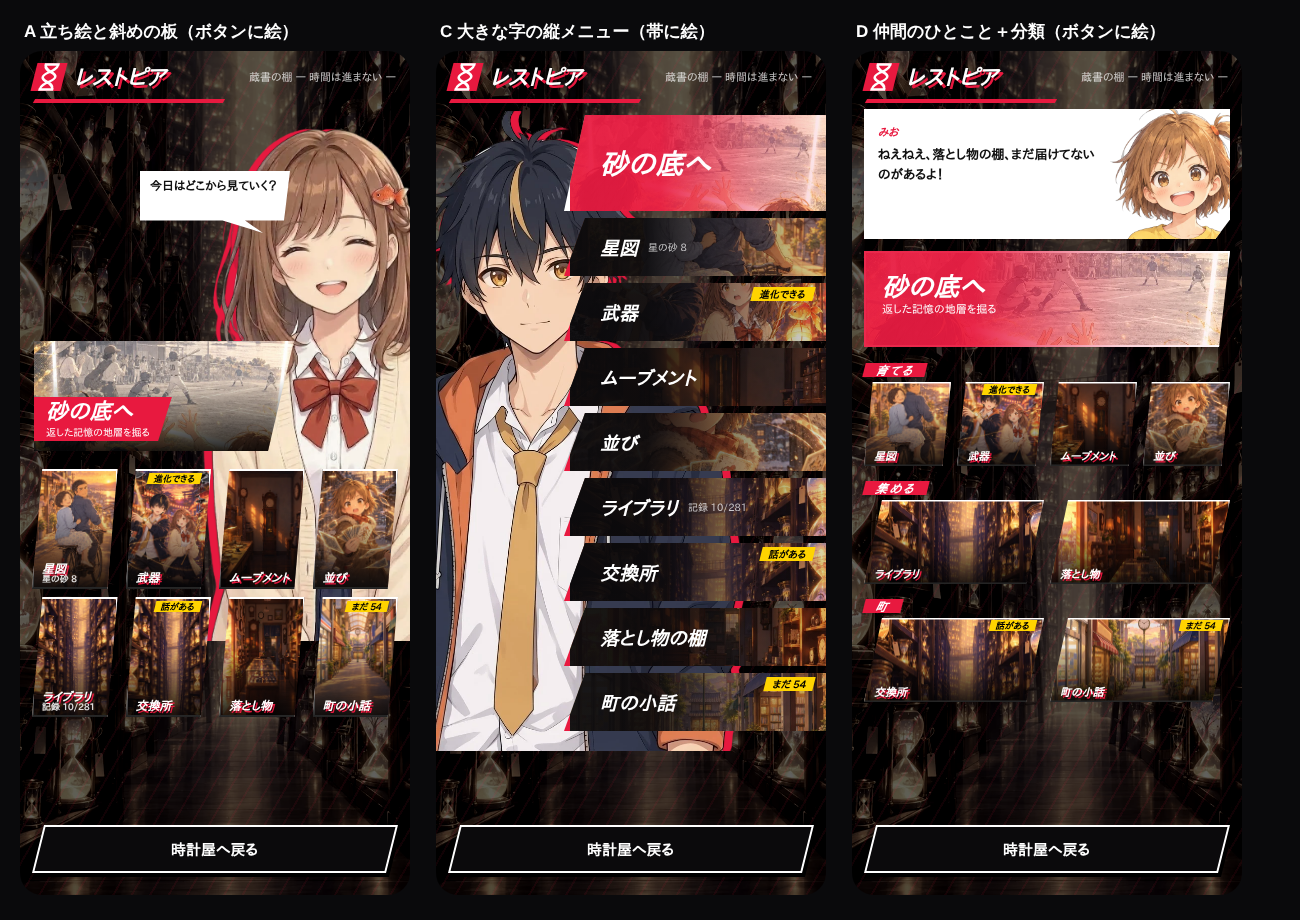 A 立ち絵と斜めの板（ボタンに絵）
レストピア
蔵書の棚 ー 時間は進まない ー
今日はどこから見ていく？
砂の底へ
返した記憶の地層を掘る
星図
星の砂 8
進化できる
武器
ムーブメント
並び
ライブラリ
記録 10/281
話がある
交換所
落とし物
まだ 54
町の小話
時計屋へ戻る
C 大きな字の縦メニュー（帯に絵）
レストピア
蔵書の棚 ー 時間は進まない ー
砂の底へ
星図 星の砂 8
武器
進化できる
ムーブメント
並び
ライブラリ 記録 10/281
交換所
話がある
落とし物の棚
町の小話
まだ 54
時計屋へ戻る
D 仲間のひとこと＋分類（ボタンに絵）
レストピア
蔵書の棚 ー 時間は進まない ー
みお
ねえねえ、落とし物の棚、まだ届けてない
のがあるよ！
砂の底へ
返した記憶の地層を掘る
育てる
星図
進化できる
武器
ムーブメント
並び
集める
ライブラリ
落とし物
町
話がある
交換所
まだ 54
町の小話
時計屋へ戻る